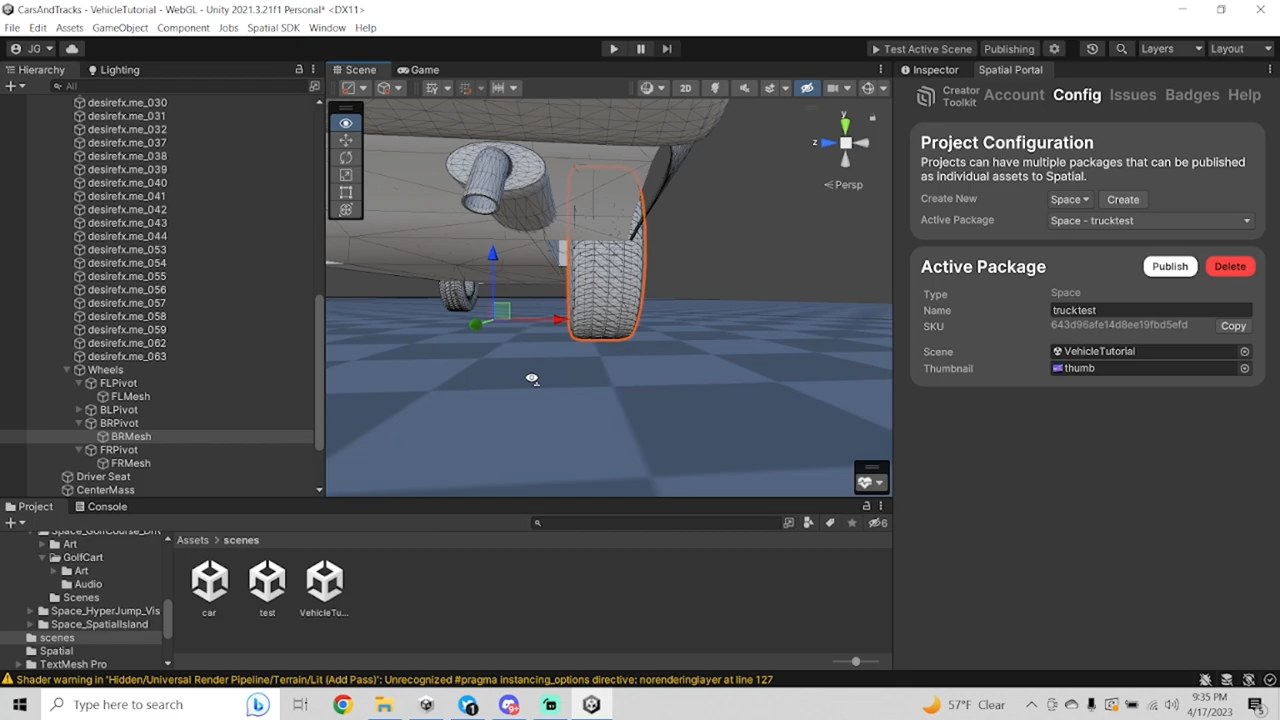 CarsAndTracks - VehicleTutorial - WebGL - Unity 2021.3.21f1 Personal* <DX11>
File Edit Assets GameObject Component Jobs Spatial SDK Window Help
JG
Test Active Scene Publishing Layers Layout
Hierarchy Lighting
All
desirefx.me_030
desirefx.me_031
desirefx.me_032
desirefx.me_037
desirefx.me_038
desirefx.me_039
desirefx.me_040
desirefx.me_041
desirefx.me_042
desirefx.me_043
desirefx.me_044
desirefx.me_053
desirefx.me_054
desirefx.me_055
desirefx.me_056
desirefx.me_057
desirefx.me_058
desirefx.me_059
desirefx.me_062
desirefx.me_063
Wheels
FLPivot
FLMesh
BLPivot
BRPivot
BRMesh
FRPivot
FRMesh
Driver Seat
CenterMass
Scene Game
2D
y
z
Persp
Inspector Spatial Portal
Creator
Toolkit
Account Config Issues Badges Help
Project Configuration
Projects can have multiple packages that can be published
as individual assets to Spatial.
Create New Space Create
Active Package Space - trucktest
Active Package Publish Delete
Type Space
Name trucktest
SKU 643d96afe14d8ee19fbd5efd Copy
Scene VehicleTutorial
Thumbnail thumb
Project Console
6
Space_GolfCourse_Dri
Art
GolfCart
Art
Audio
Scenes
Space_HyperJump_Vis
Space_SpatialIsland
scenes
Spatial
TextMesh Pro
Assets > scenes
car
test
VehicleTu...
Shader warning in 'Hidden/Universal Render Pipeline/Terrain/Lit (Add Pass)': Unrecognized #pragma instancing_options directive: norenderinglayer at line 127
Type here to search
57°F Clear
9:35 PM
4/17/2023